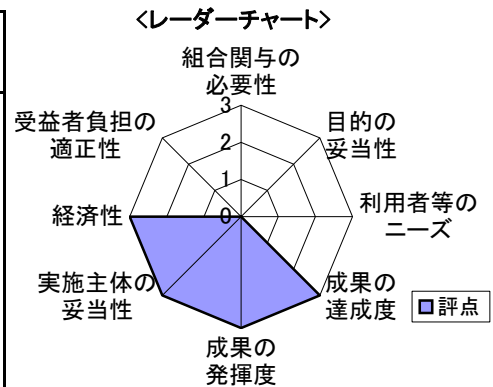 <レーダーチャート>
組合関与の
必要性
目的の
妥当性
利用者等の
ニーズ
成果の
達成度
成果の
発揮度
実施主体の
妥当性
経済性
受益者負担の
適正性
3
2
1
0
評点